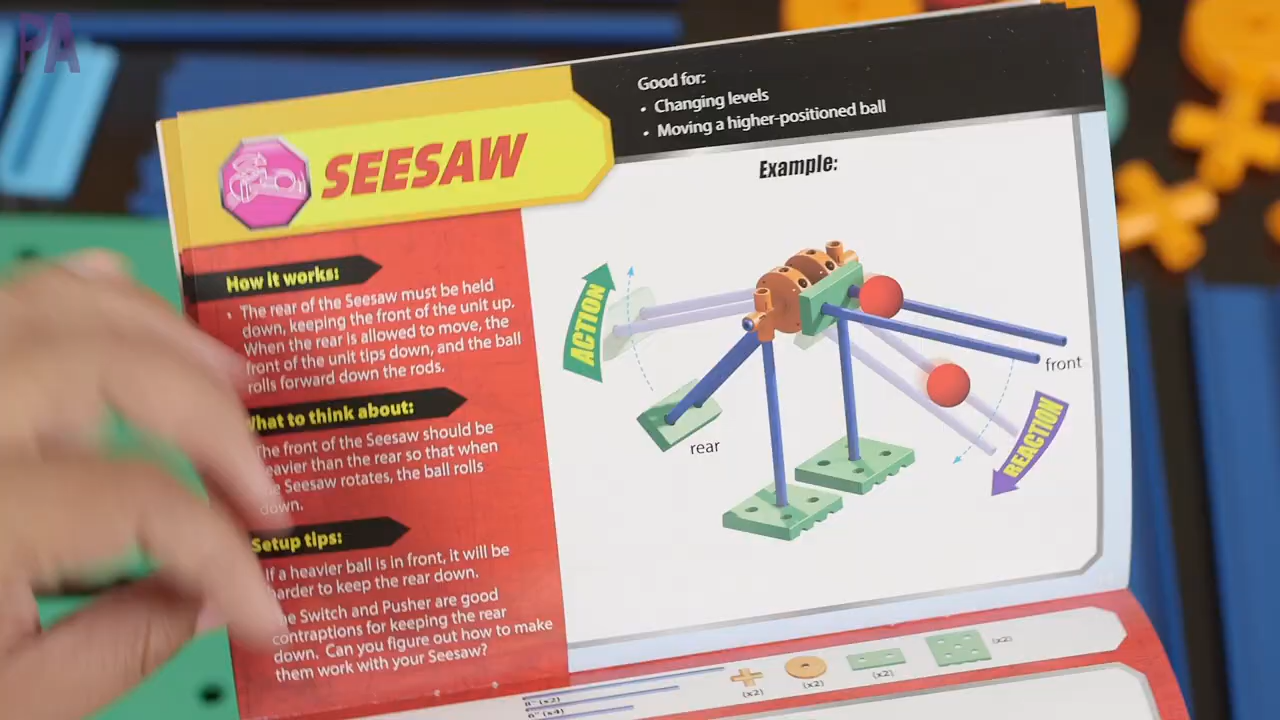 PA
SEESAW
Good for:
• Changing levels
• Moving a higher-positioned ball
How it works:
• The rear of the Seesaw must be held
down, keeping the front of the unit up.
When the rear is allowed to move, the
front of the unit tips down, and the ball
rolls forward down the rods.
What to think about:
The front of the Seesaw should be
heavier than the rear so that when
Seesaw rotates, the ball rolls
down.
Setup tips:
If a heavier ball is in front, it will be
harder to keep the rear down.
The Switch and Pusher are good
contraptions for keeping the rear
down. Can you figure out how to make
them work with your Seesaw?
Example:
ACTION
rear
front
REACTION
8" (x2)
(x2)
(x2)
(x2)
(x2)